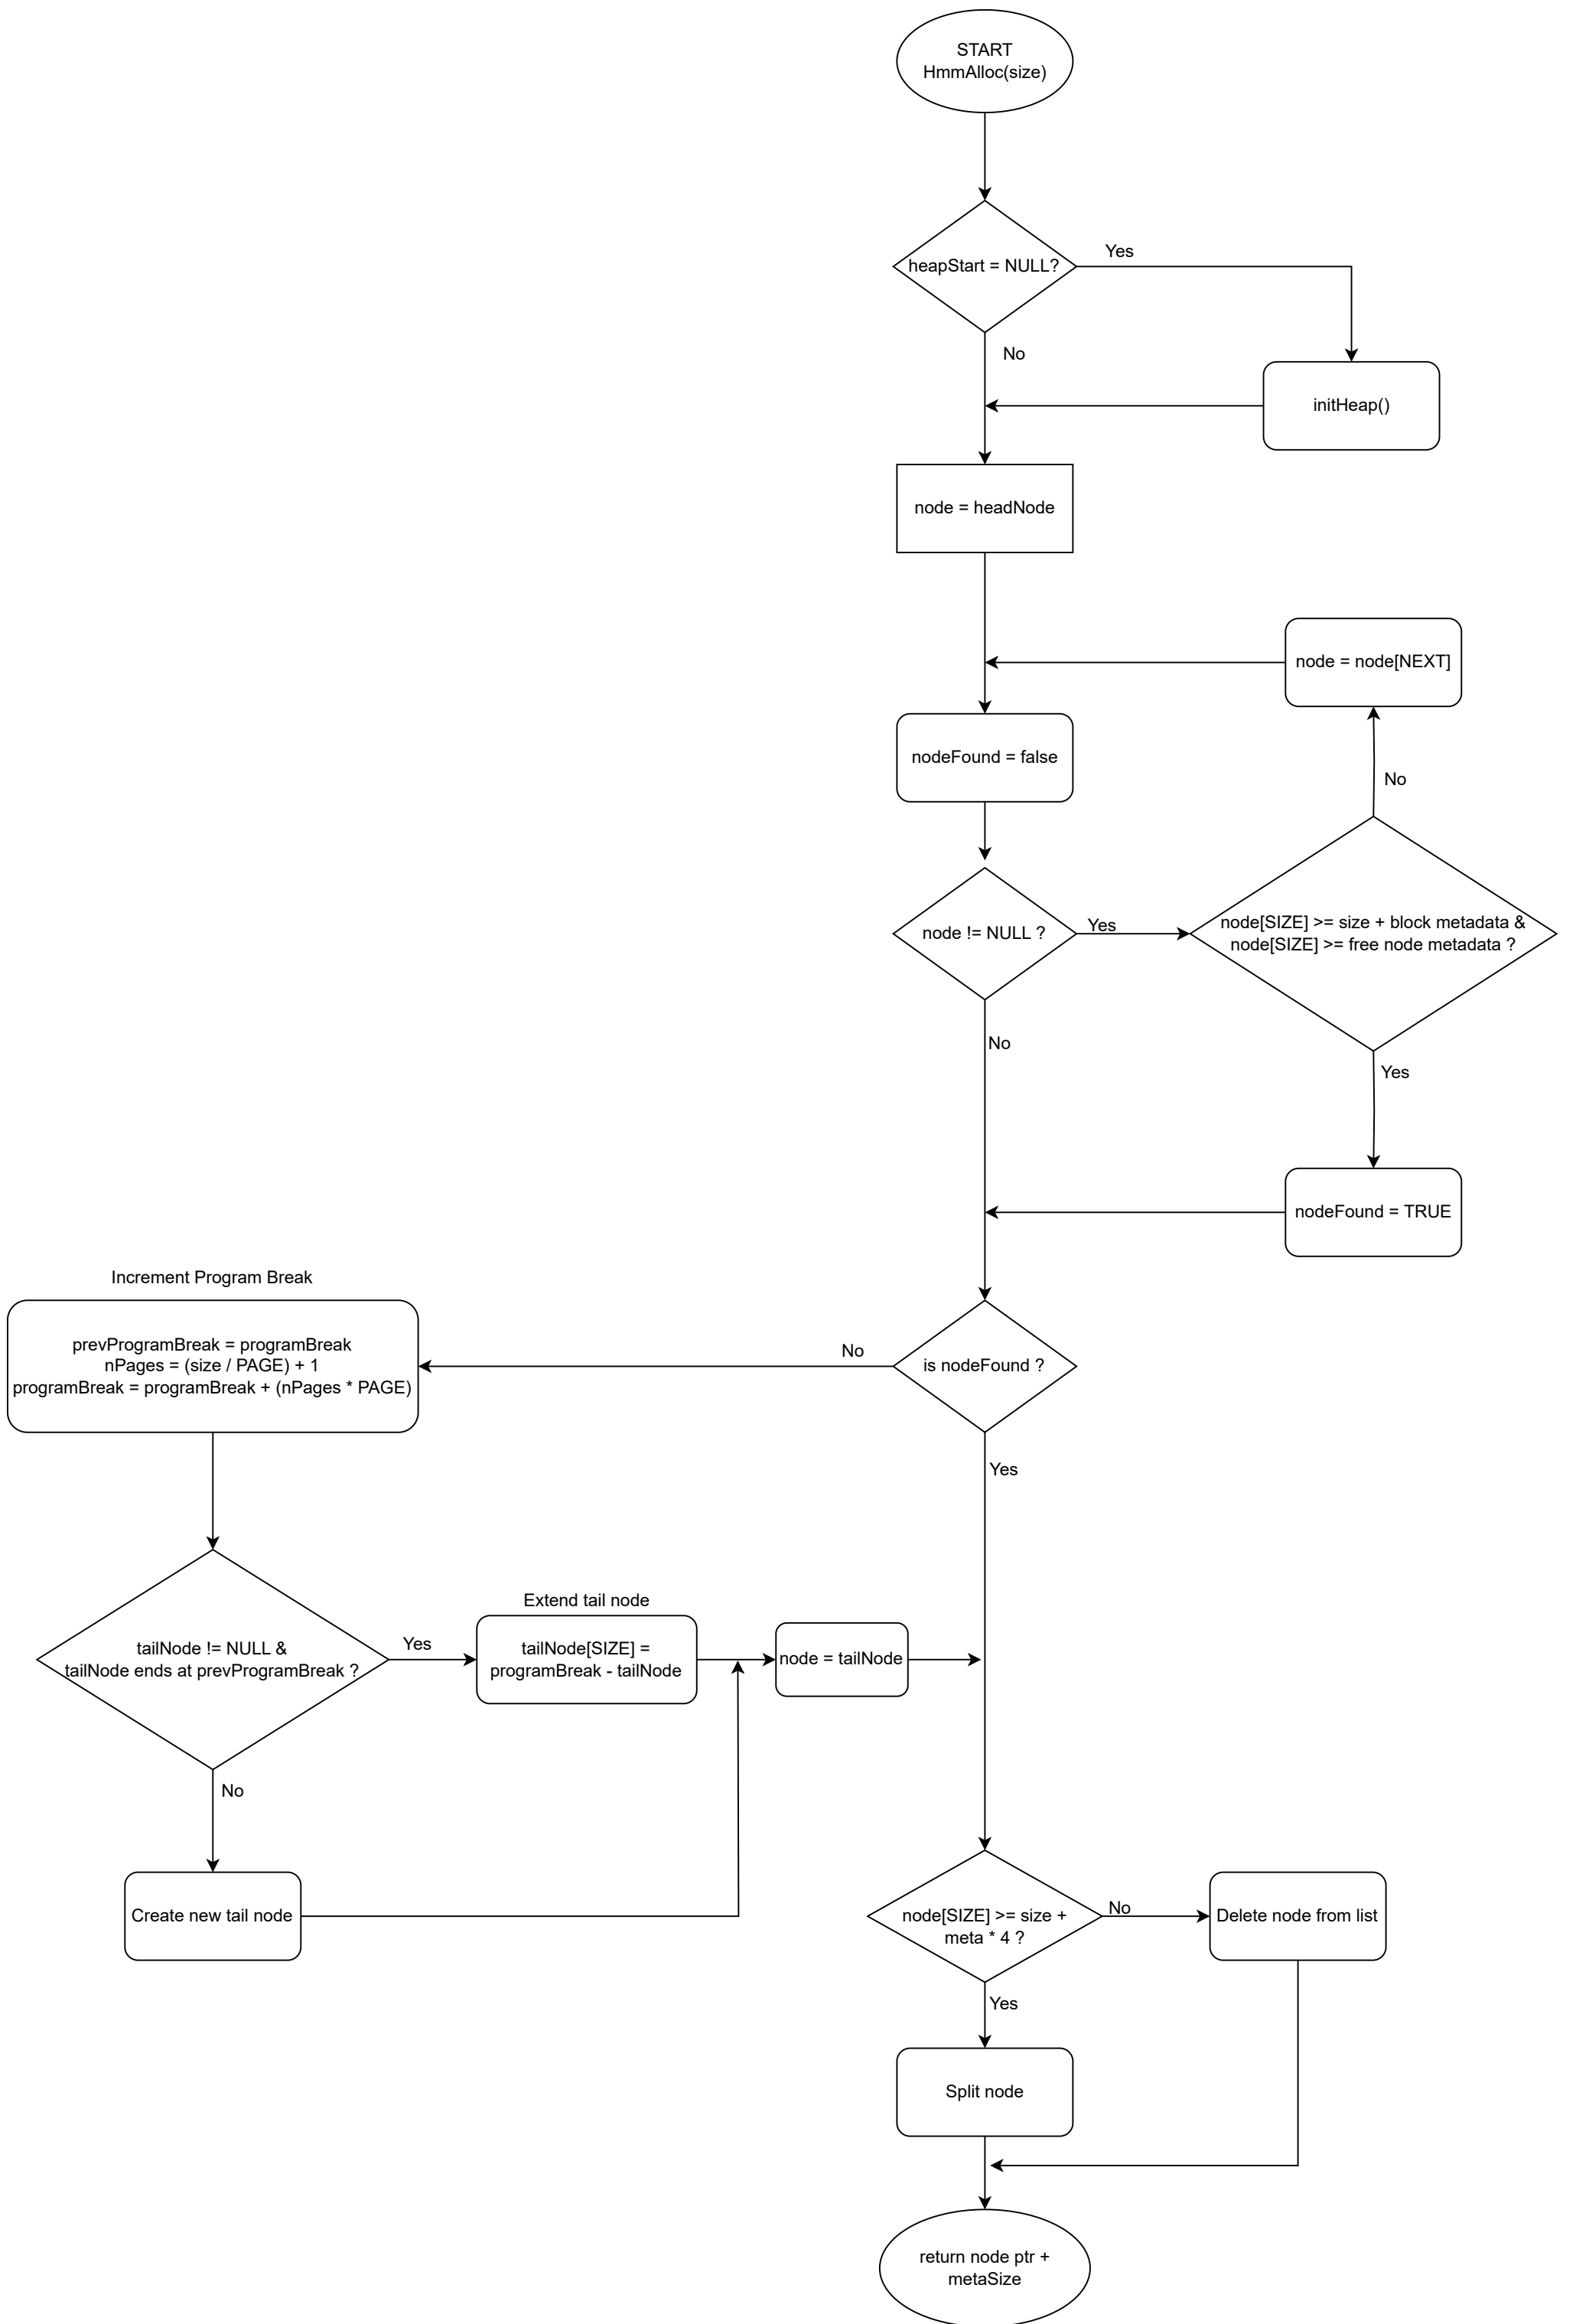 START
HmmAlloc(size)
heapStart = NULL?
Yes
No
initHeap()
node = headNode
node = node[NEXT]
nodeFound = false
No
node != NULL ?
Yes
node[SIZE] >= size + block metadata &
node[SIZE] >= free node metadata ?
No
Yes
nodeFound = TRUE
Increment Program Break
prevProgramBreak = programBreak
nPages = (size / PAGE) + 1
programBreak = programBreak + (nPages * PAGE)
No
is nodeFound ?
Yes
tailNode != NULL &
tailNode ends at prevProgramBreak ?
Yes
Extend tail node
tailNode[SIZE] =
programBreak - tailNode
node = tailNode
No
Create new tail node
node[SIZE] >= size +
meta * 4 ?
No
Delete node from list
Yes
Split node
return node ptr +
metaSize